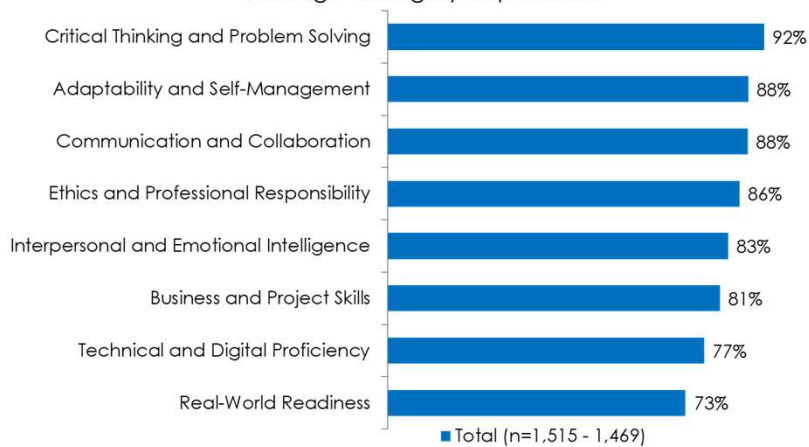 Critical Thinking and Problem Solving 92%
Adaptability and Self-Management 88%
Communication and Collaboration 88%
Ethics and Professional Responsibility 86%
Interpersonal and Emotional Intelligence 83%
Business and Project Skills 81%
Technical and Digital Proficiency 77%
Real-World Readiness 73%
Total (n=1,515 - 1,469)